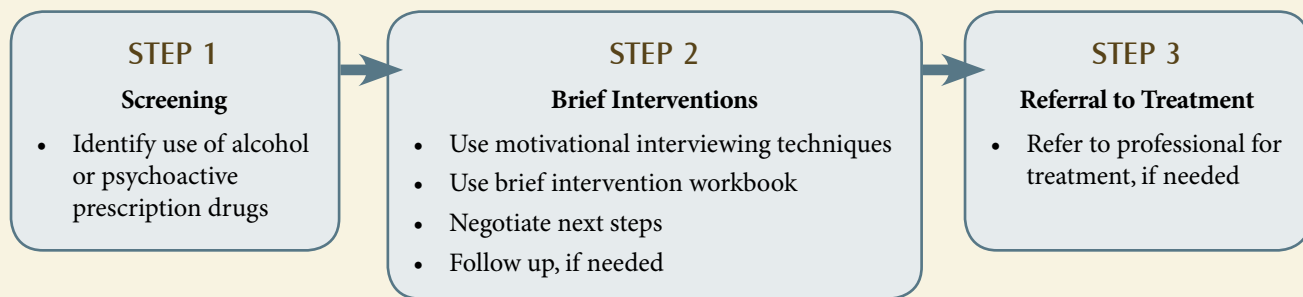 STEP 1
Screening
• Identify use of alcohol
or psychoactive
prescription drugs
STEP 2
Brief Interventions
• Use motivational interviewing techniques
• Use brief intervention workbook
• Negotiate next steps
• Follow up, if needed
STEP 3
Referral to Treatment
• Refer to professional for
treatment, if needed